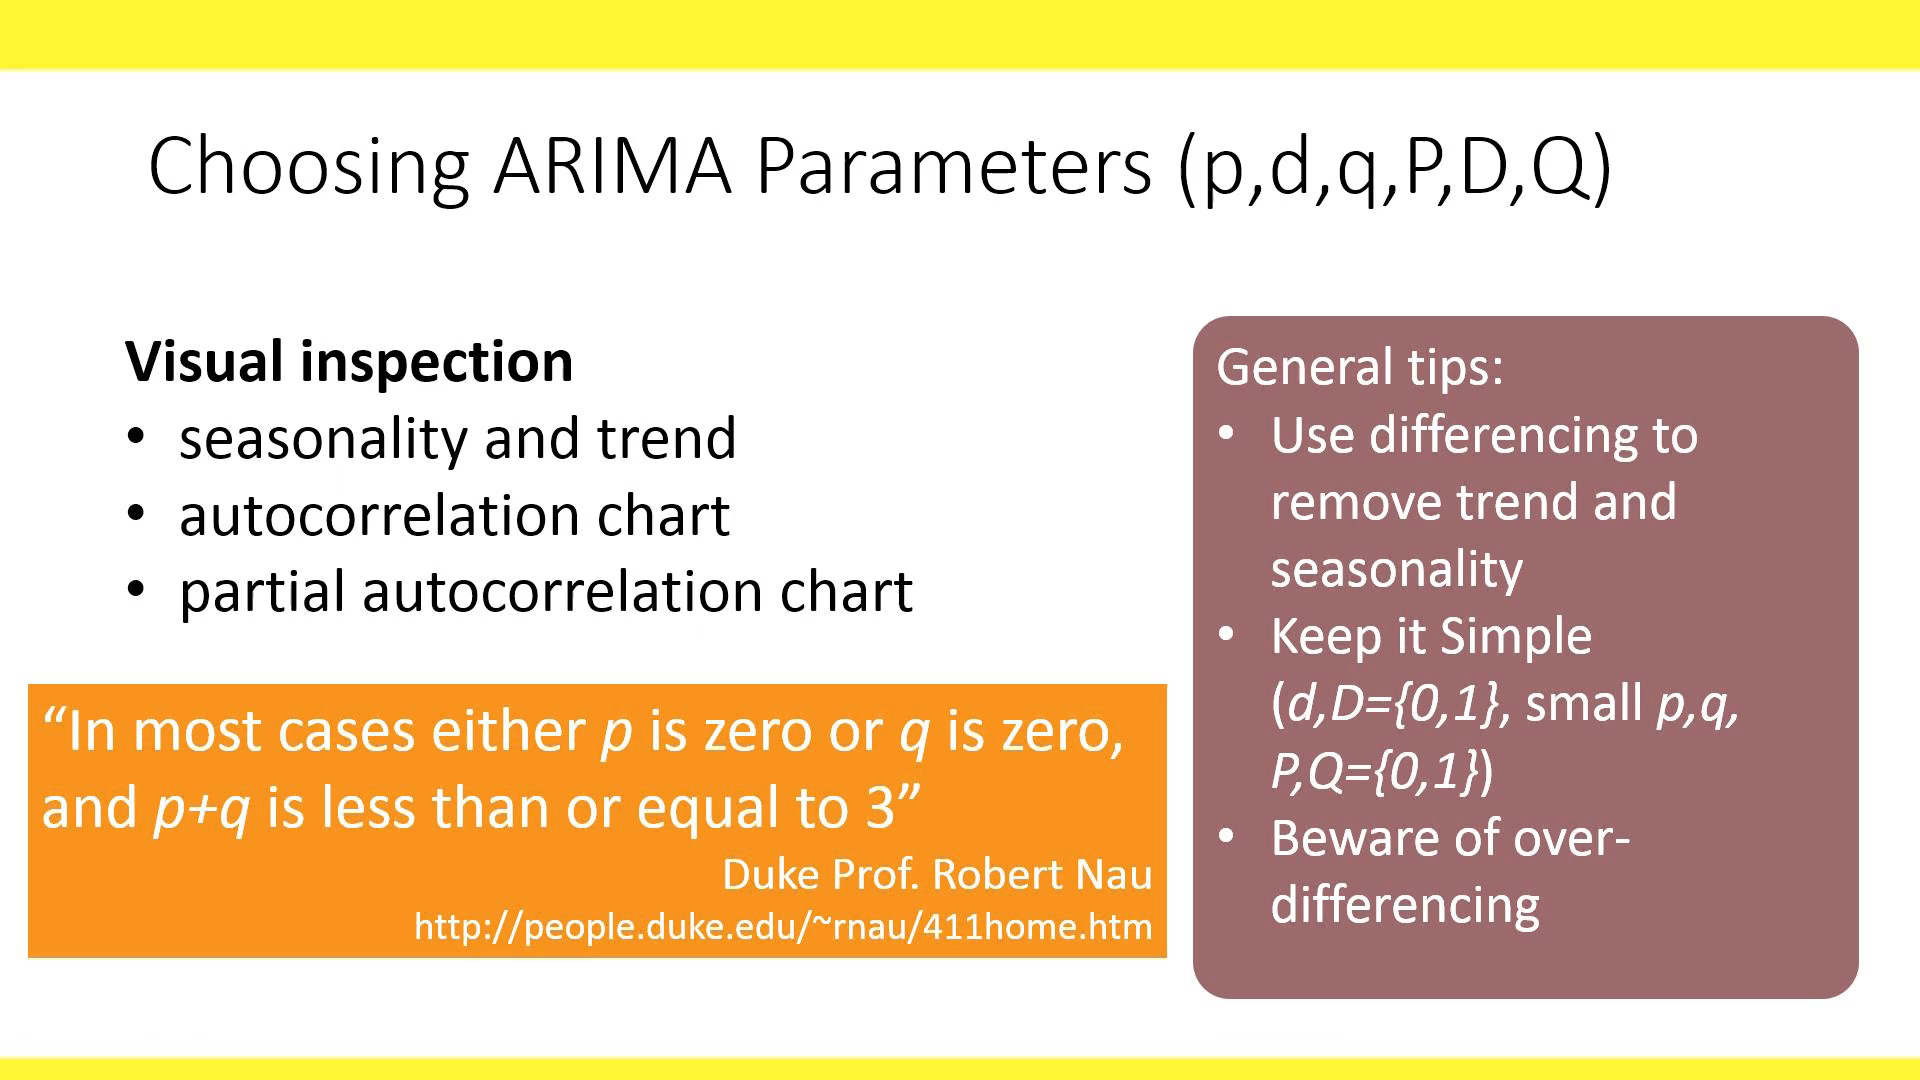 Choosing ARIMA Parameters (p,d,q,P,D,Q)
Visual inspection
• seasonality and trend
• autocorrelation chart
• partial autocorrelation chart
“In most cases either p is zero or q is zero,
and p+q is less than or equal to 3”
Duke Prof. Robert Nau
http://people.duke.edu/~rnau/411home.htm
General tips:
• Use differencing to
remove trend and
seasonality
• Keep it Simple
(d,D={0,1}, small p,q,
P,Q={0,1})
• Beware of over-
differencing